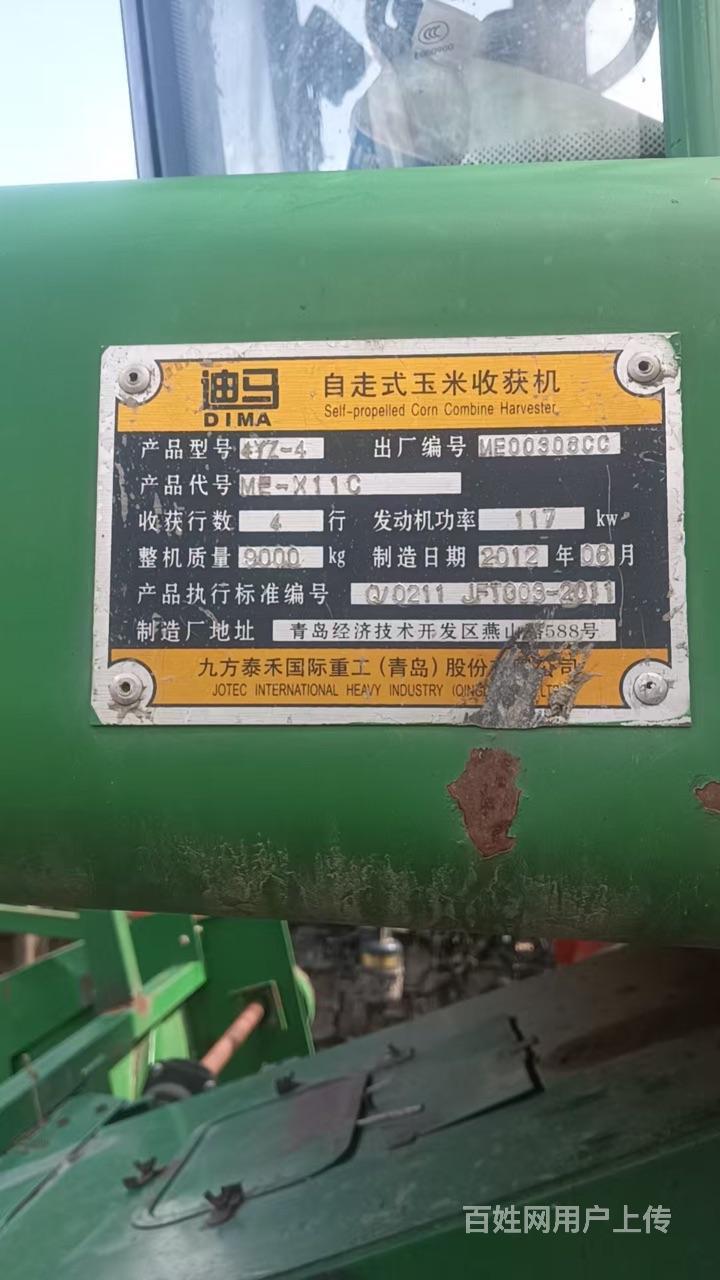 迪马
DIMA
自走式玉米收获机
Self-propelled Corn Combine Harvester
产品型号 4YZ-4 出厂编号 ME00308CC
产品代号 ME-X11C
收获行数 4 行 发动机功率 117 kw
整机质量 9000 kg 制造日期 2012 年 08 月
产品执行标准编号 Q/0211 JFT003-2011
制造厂地址 青岛经济技术开发区燕山路588号
九方泰禾国际重工(青岛)股份有限公司
JOTEC INTERNATIONAL HEAVY INDUSTRY (QINGD
百姓网用户上传